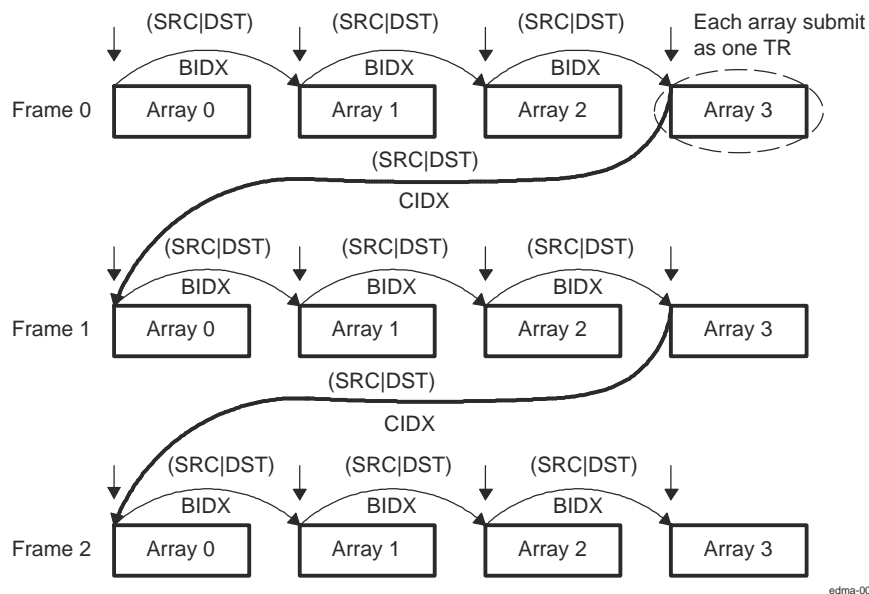 (SRC|DST) (SRC|DST) (SRC|DST) Each array submit
as one TR
BIDX BIDX BIDX
Frame 0 Array 0 Array 1 Array 2 Array 3
(SRC|DST)
CIDX
(SRC|DST) (SRC|DST) (SRC|DST)
BIDX BIDX BIDX
Frame 1 Array 0 Array 1 Array 2 Array 3
(SRC|DST)
CIDX
(SRC|DST) (SRC|DST) (SRC|DST)
BIDX BIDX BIDX
Frame 2 Array 0 Array 1 Array 2 Array 3
edma-00